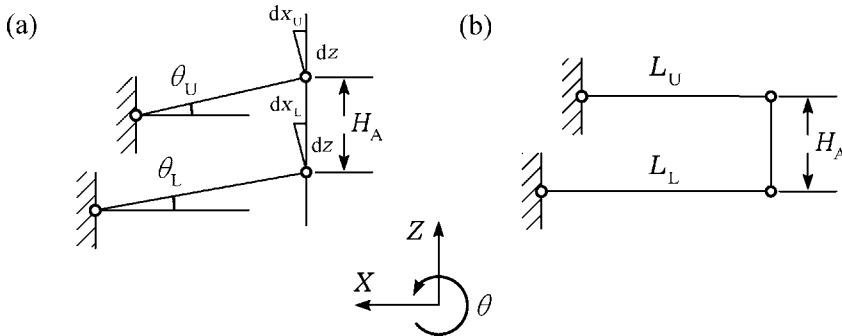 (a)
dx_U
dz
θ_U
dx_L
H_A
dz
θ_L
(b)
L_U
L_L
H_A
Z
X
θ